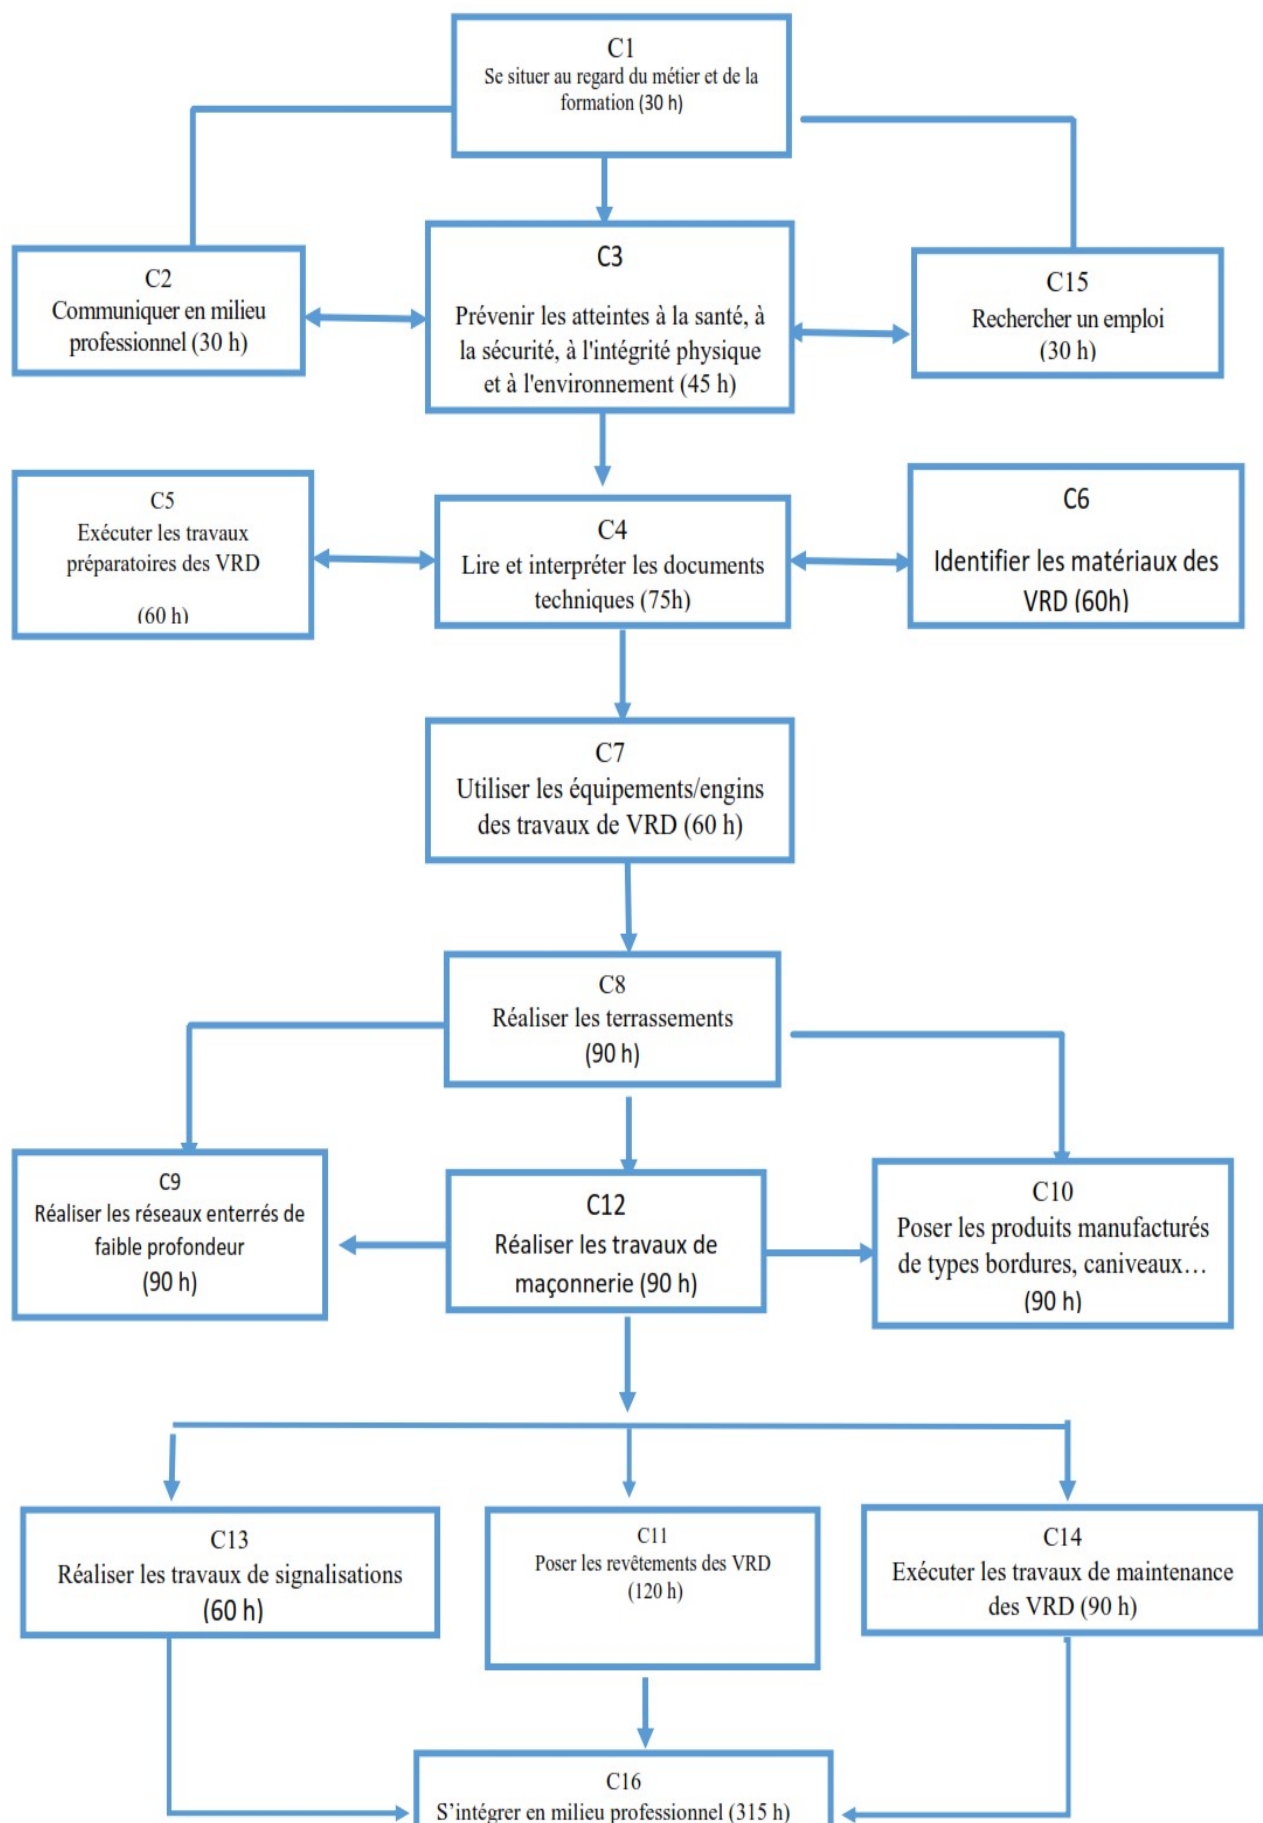 C1
Se situer au regard du métier et de la
formation (30 h)
C2
Communiquer en milieu
professionnel (30 h)
C3
Prévenir les atteintes à la santé, à
la sécurité, à l'intégrité physique
et à l'environnement (45 h)
C15
Rechercher un emploi
(30 h)
C5
Exécuter les travaux
préparatoires des VRD
(60 h)
C4
Lire et interpréter les documents
techniques (75h)
C6
Identifier les matériaux des
VRD (60h)
C7
Utiliser les équipements/engins
des travaux de VRD (60 h)
C8
Réaliser les terrassements
(90 h)
C9
Réaliser les réseaux enterrés de
faible profondeur
(90 h)
C12
Réaliser les travaux de
maçonnerie (90 h)
C10
Poser les produits manufacturés
de types bordures, caniveaux…
(90 h)
C13
Réaliser les travaux de signalisations
(60 h)
C11
Poser les revêtements des VRD
(120 h)
C14
Exécuter les travaux de maintenance
des VRD (90 h)
C16
S’intégrer en milieu professionnel (315 h)